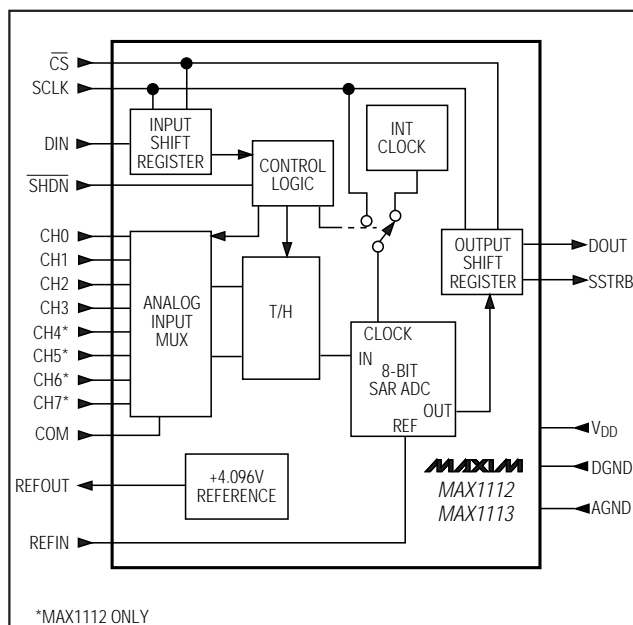 CS
SCLK
DIN
SHDN
CH0
CH1
CH2
CH3
CH4*
CH5*
CH6*
CH7*
COM
REFOUT
REFIN
INPUT
SHIFT
REGISTER
CONTROL
LOGIC
INT
CLOCK
ANALOG
INPUT
MUX
T/H
CLOCK
IN
8-BIT
SAR ADC
OUT
REF
+4.096V
REFERENCE
OUTPUT
SHIFT
REGISTER
DOUT
SSTRB
VDD
DGND
AGND
MAXIM
MAX1112
MAX1113
*MAX1112 ONLY